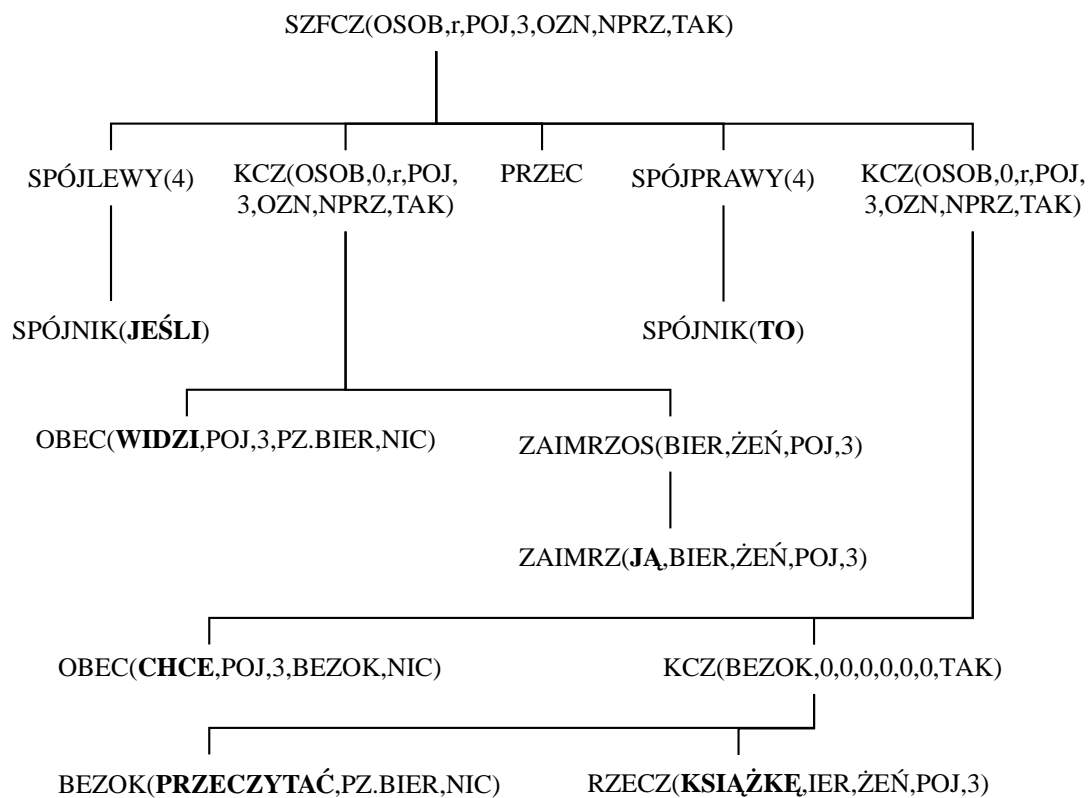 SZFCZ(OSOB,r,POJ,3,OZN,NPRZ,TAK)
SPÓJLEWY(4)
KCZ(OSOB,0,r,POJ,
3,OZN,NPRZ,TAK)
PRZEC
SPÓJPRAWY(4)
KCZ(OSOB,0,r,POJ,
3,OZN,NPRZ,TAK)
SPÓJNIK(JEŚLI)
SPÓJNIK(TO)
OBEC(WIDZI,POJ,3,PZ.BIER,NIC)
ZAIMRZOS(BIER,ŻEŃ,POJ,3)
ZAIMRZ(JĄ,BIER,ŻEŃ,POJ,3)
OBEC(CHCE,POJ,3,BEZOK,NIC)
KCZ(BEZOK,0,0,0,0,0,0,TAK)
BEZOK(PRZECZYTAĆ,PZ.BIER,NIC)
RZECZ(KSIĄŻKĘ,IER,ŻEŃ,POJ,3)